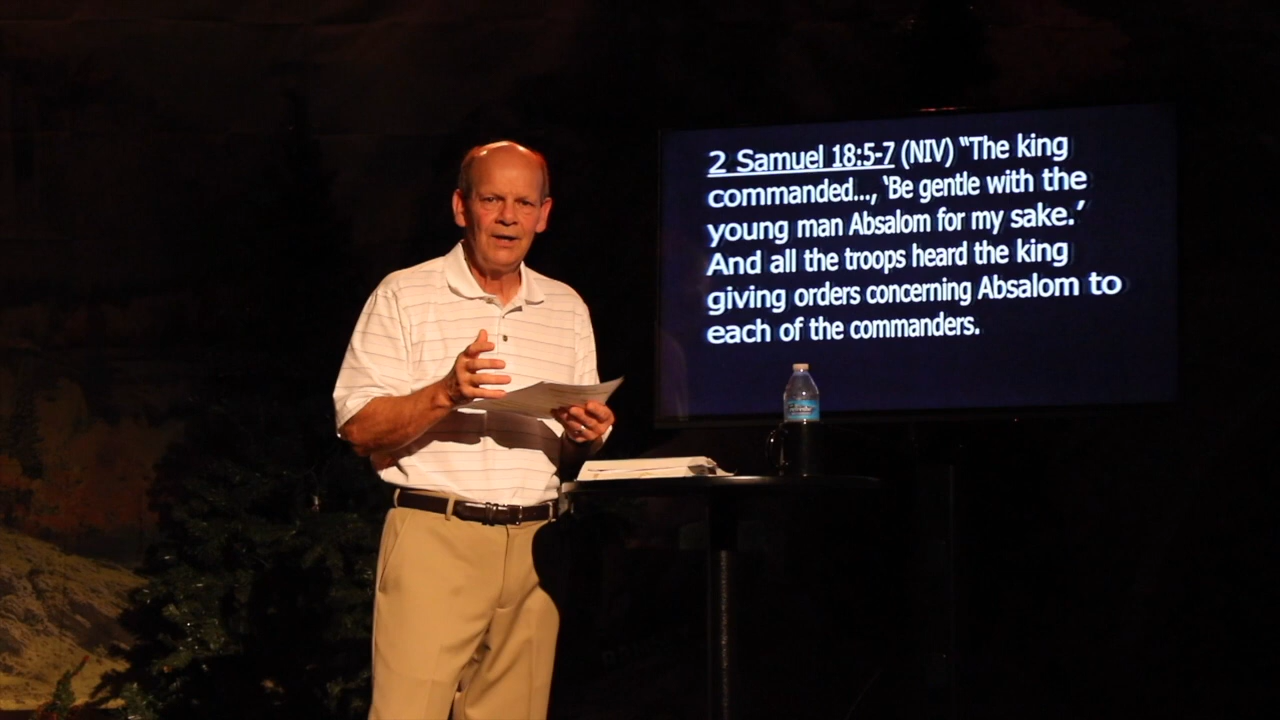 2 Samuel 18:5-7 (NIV) “The king
commanded..., ‘Be gentle with the
young man Absalom for my sake.’
And all the troops heard the king
giving orders concerning Absalom to
each of the commanders.